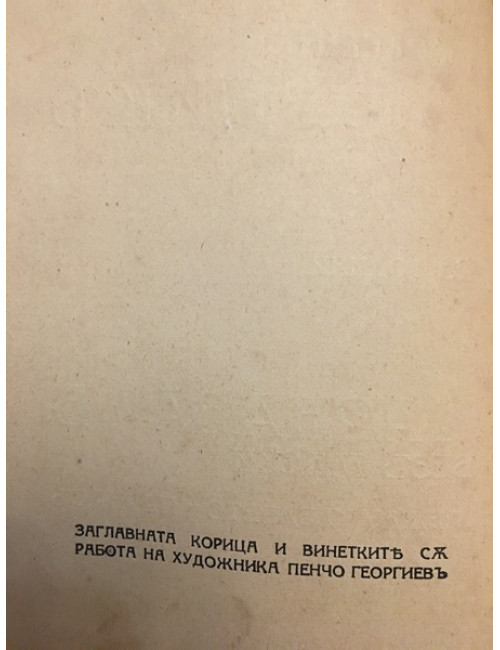 ЗАГЛАВНАТА КОРИЦА И ВИНЕТКИТѢ СѪ
РАБОТА НА ХУДОЖНИКА ПЕНЧО ГЕОРГИЕВЪ